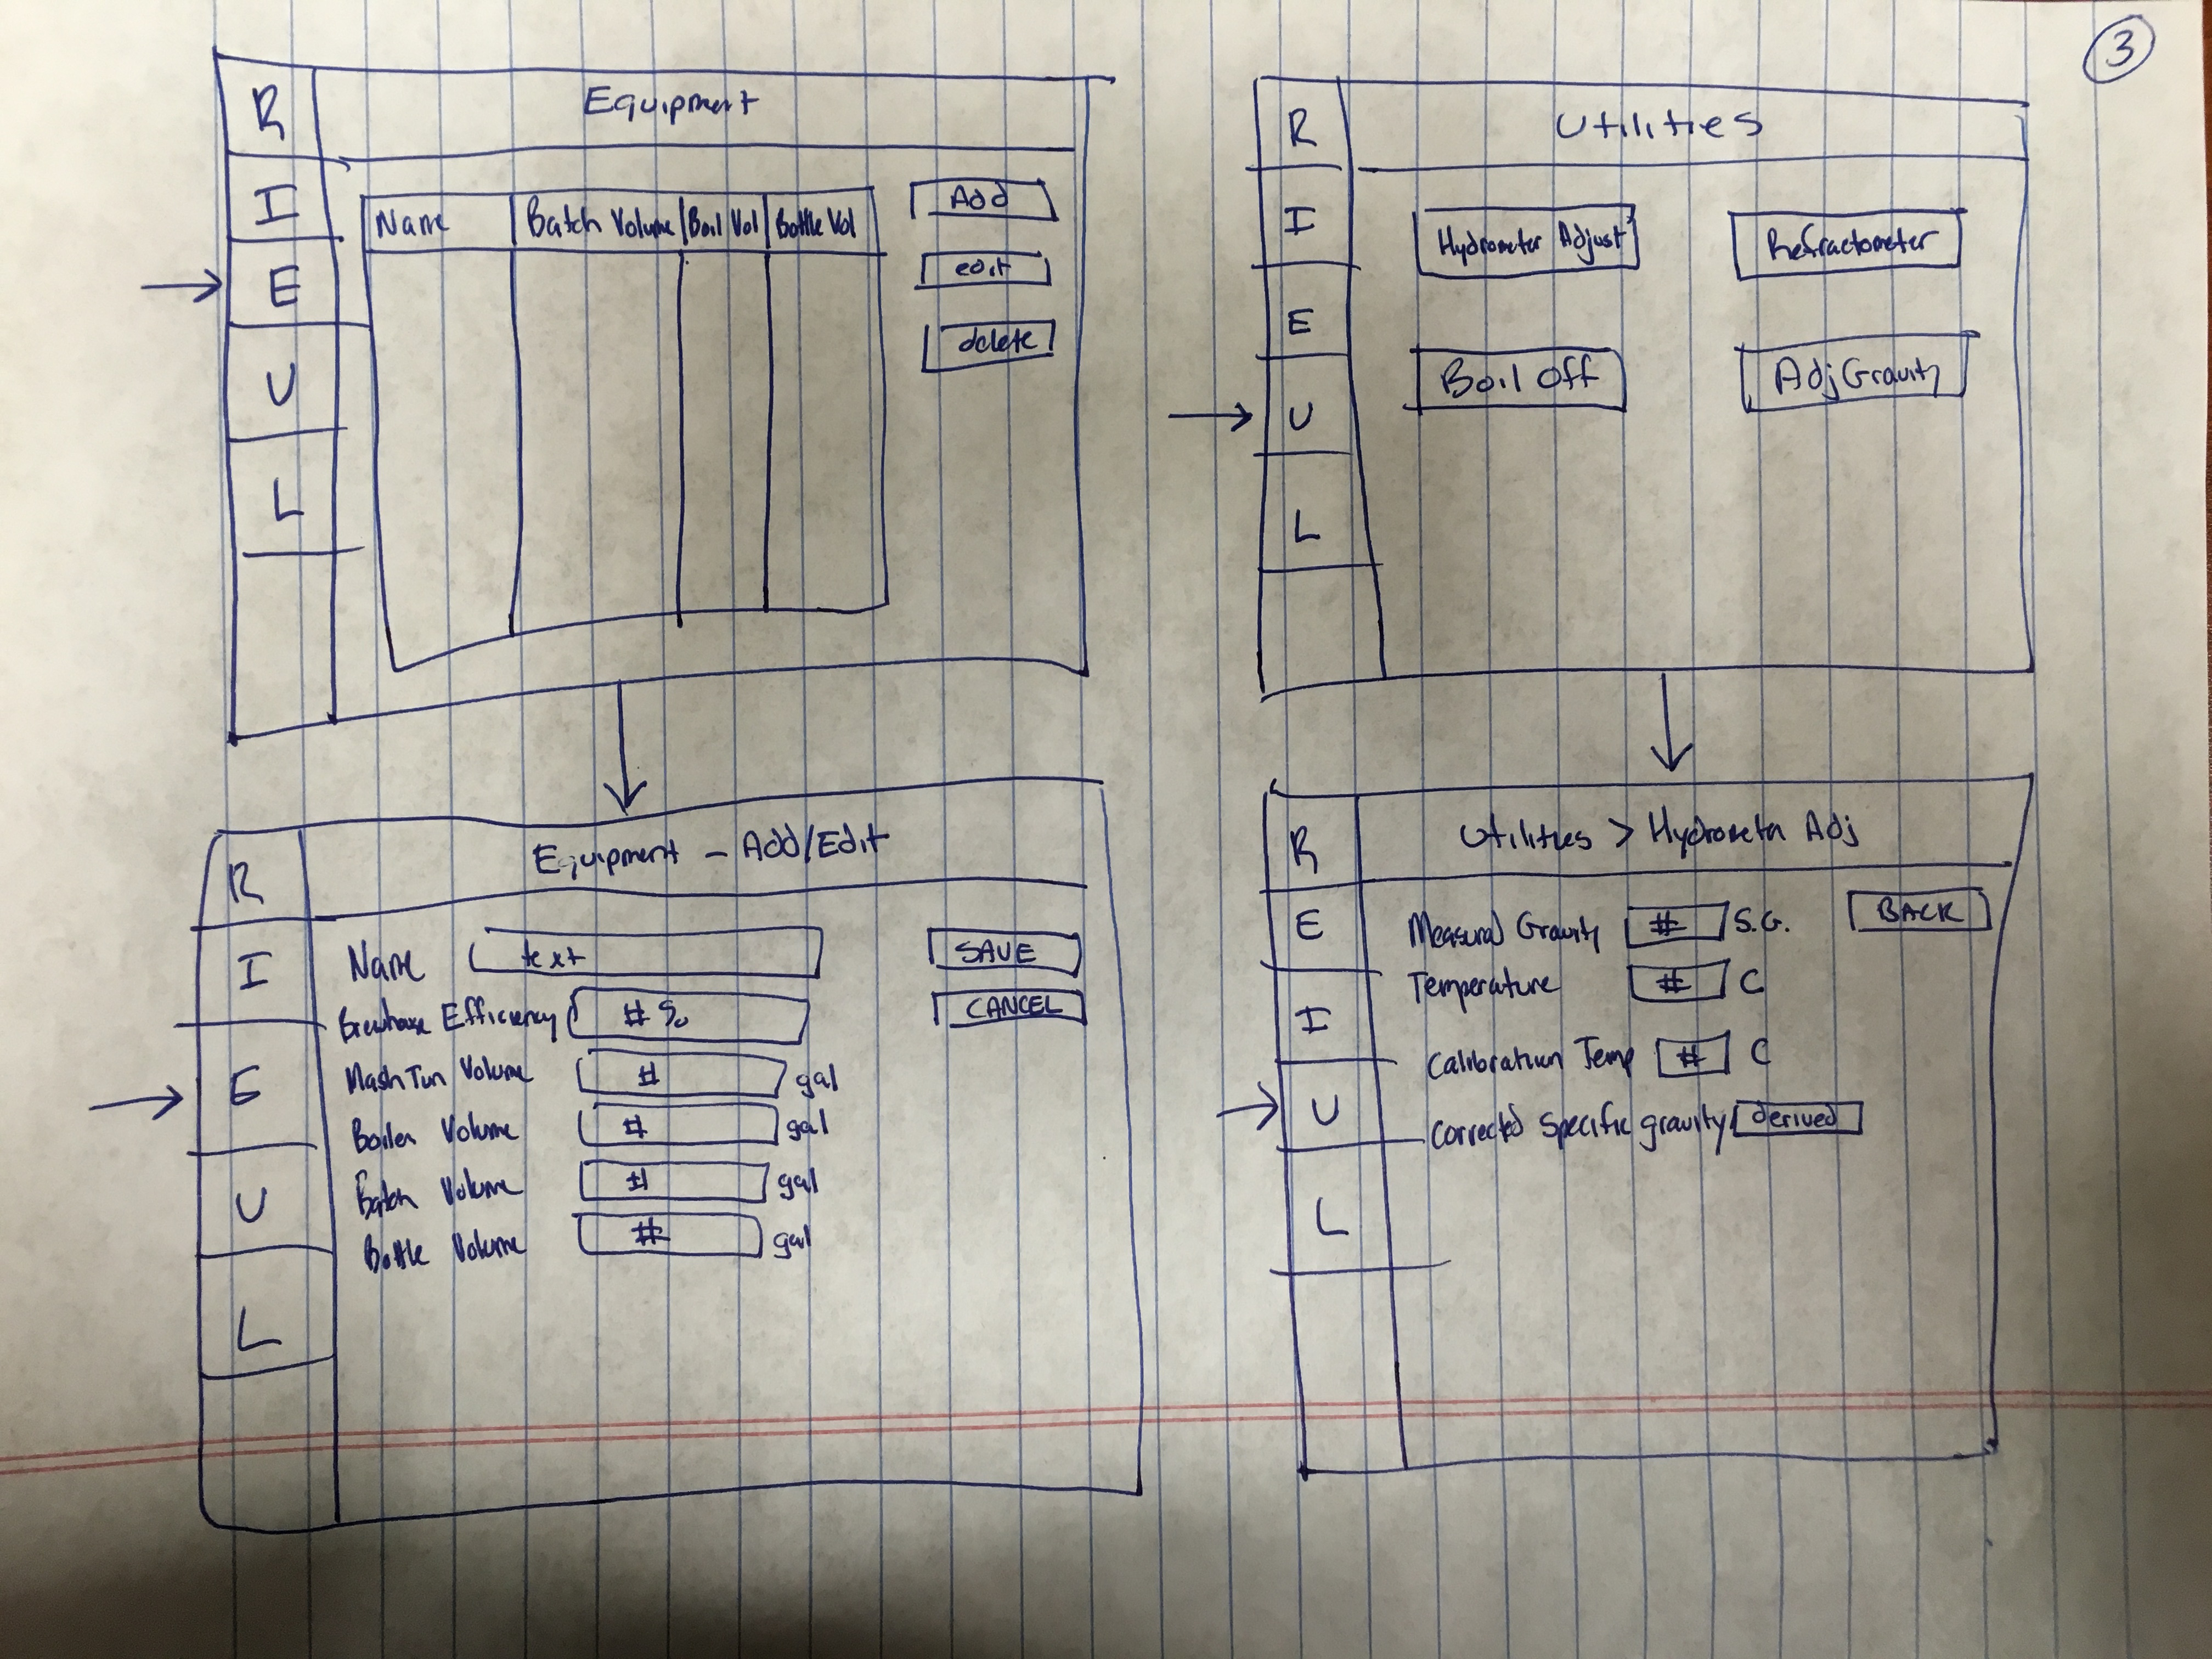 3
R
I
E
U
L
Equipment
Name Batch Volume Boil Vol Bottle Vol
Add
edit
delete
R
I
E
U
L
Utilities
Hydrometer Adjust Refractometer
Boil Off Adj Gravity
R
I
E
U
L
Equipment - Add/Edit
Name text
Brewhouse Efficiency # %
Mash Tun Volume # gal
Boiler Volume # gal
Batch Volume # gal
Bottle Volume # gal
SAVE
CANCEL
R
E
I
U
L
Utilities > Hydrometer Adj
Measured Gravity # S.G.
Temperature # C
Calibration Temp # C
Corrected Specific gravity derived
BACK